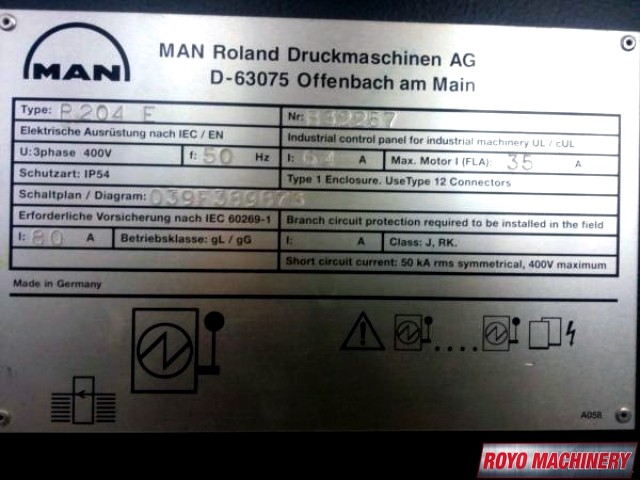 MAN
MAN Roland Druckmaschinen AG
D-63075 Offenbach am Main
Type: R204 E
Nr:
Elektrische Ausrüstung nach IEC / EN
Industrial control panel for industrial machinery UL / cUL
U: 3phase 400V f: 50 Hz
I: 64 A Max. Motor I (FLA): 35 A
Schutzart: IP54
Type 1 Enclosure. Use Type 12 Connectors
Schaltplan / Diagram:
Erforderliche Vorsicherung nach IEC 60269-1
Branch circuit protection required to be installed in the field
I: 80 A Betriebsklasse: gL / gG
I: A Class: J, RK.
Short circuit current: 50 kA rms symmetrical, 400V maximum
Made in Germany
A058
ROYO MACHINERY